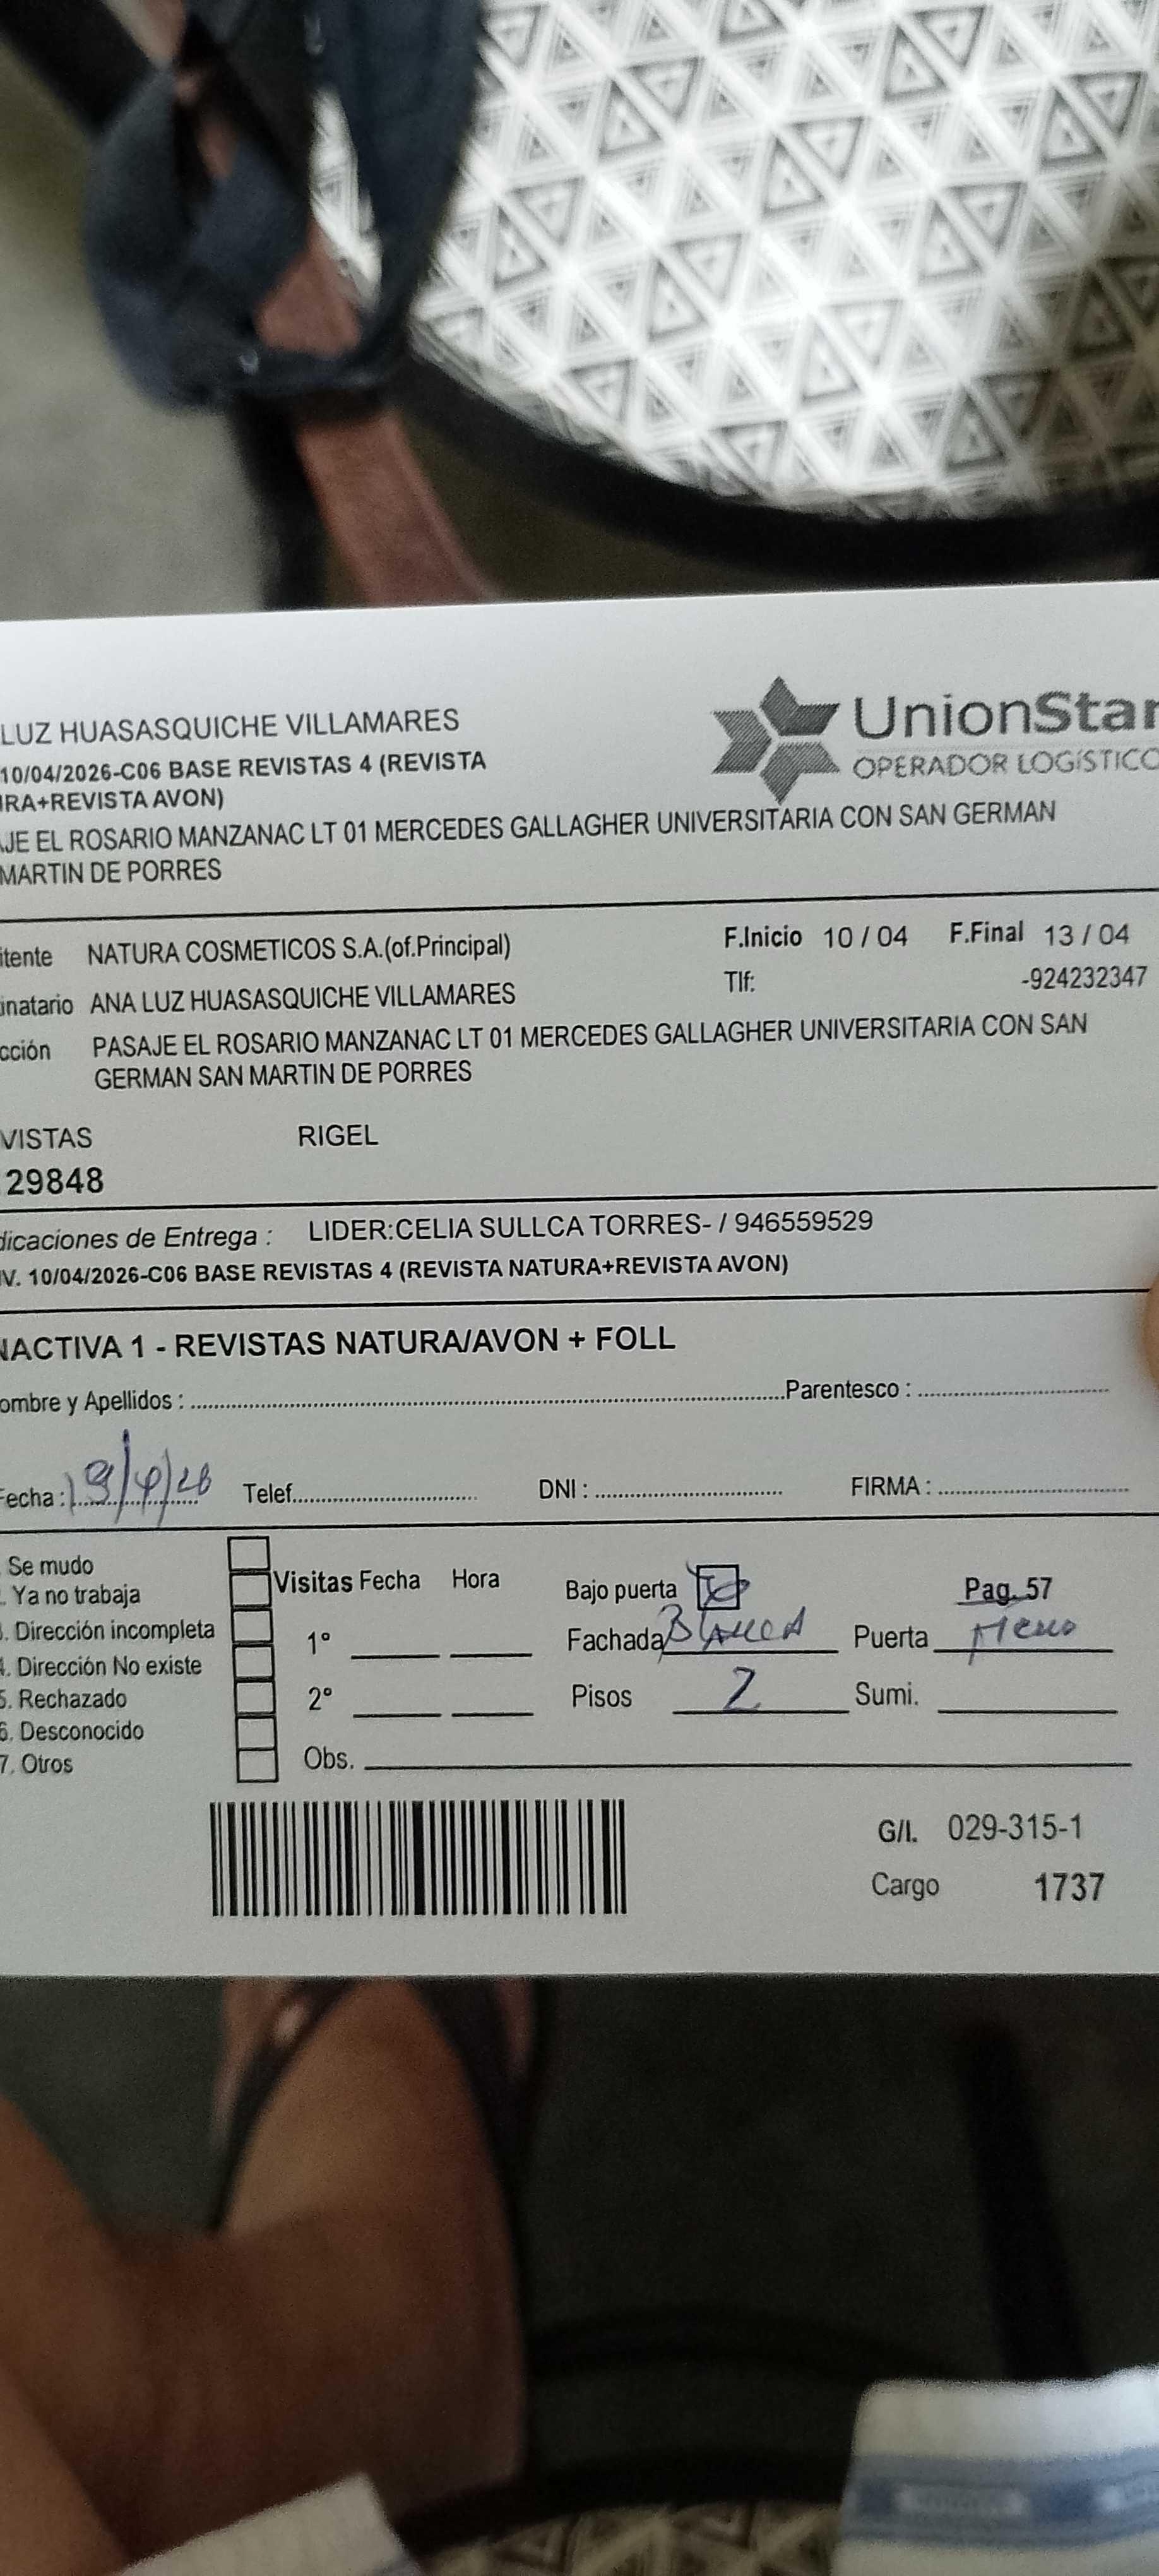 LUZ HUASASQUICHE VILLAMARES
UnionStar
OPERADOR LOGÍSTICO
10/04/2026-C06 BASE REVISTAS 4 (REVISTA
RA+REVISTA AVON)
JE EL ROSARIO MANZANAC LT 01 MERCEDES GALLAGHER UNIVERSITARIA CON SAN GERMAN
MARTIN DE PORRES
itente NATURA COSMETICOS S.A.(of.Principal) F.Inicio 10 / 04 F.Final 13 / 04
inatario ANA LUZ HUASASQUICHE VILLAMARES Tlf: -924232347
cción PASAJE EL ROSARIO MANZANAC LT 01 MERCEDES GALLAGHER UNIVERSITARIA CON SAN
GERMAN SAN MARTIN DE PORRES
VISTAS RIGEL
29848
dicaciones de Entrega : LIDER:CELIA SULLCA TORRES- / 946559529
V. 10/04/2026-C06 BASE REVISTAS 4 (REVISTA NATURA+REVISTA AVON)
NACTIVA 1 - REVISTAS NATURA/AVON + FOLL
ombre y Apellidos : Parentesco :
Fecha : Telef. DNI : FIRMA :
Se mudo
. Ya no trabaja
. Dirección incompleta
4. Dirección No existe
5. Rechazado
6. Desconocido
7. Otros
Visitas Fecha Hora
1°
2°
Obs.
Bajo puerta Pag. 57
Fachada Blanca Puerta
Pisos 2 Sumi.
G/I. 029-315-1
Cargo 1737